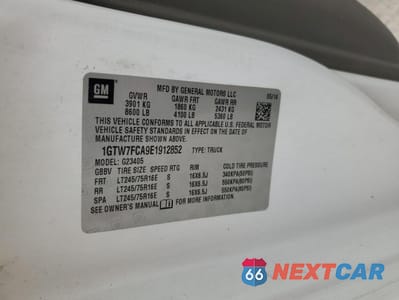 GM
MFD BY GENERAL MOTORS LLC
05/14
GVWR GAWR FRT GAWR RR
3901 KG 1860 KG 2431 KG
8600 LB 4100 LB 5360 LB
THIS VEHICLE CONFORMS TO ALL APPLICABLE U.S. FEDERAL MOTOR
VEHICLE SAFETY STANDARDS IN EFFECT ON THE DATE OF
MANUFACTURE SHOWN ABOVE.
1GTW7FCA9E1912852 TYPE: TRUCK
MODEL: G23405
GBBV TIRE SIZE SPEED RTG RIM COLD TIRE PRESSURE
FRT LT245/75R16E S 16X6.5J 340KPA(50PSI)
RR LT245/75R16E S 16X6.5J 550KPA(80PSI)
SPA LT245/75R16E S 16X6.5J 550KPA(80PSI)
SEE OWNER'S MANUAL FOR MORE INFORMATION.
66 NEXTCAR
Href="NextCar.com"